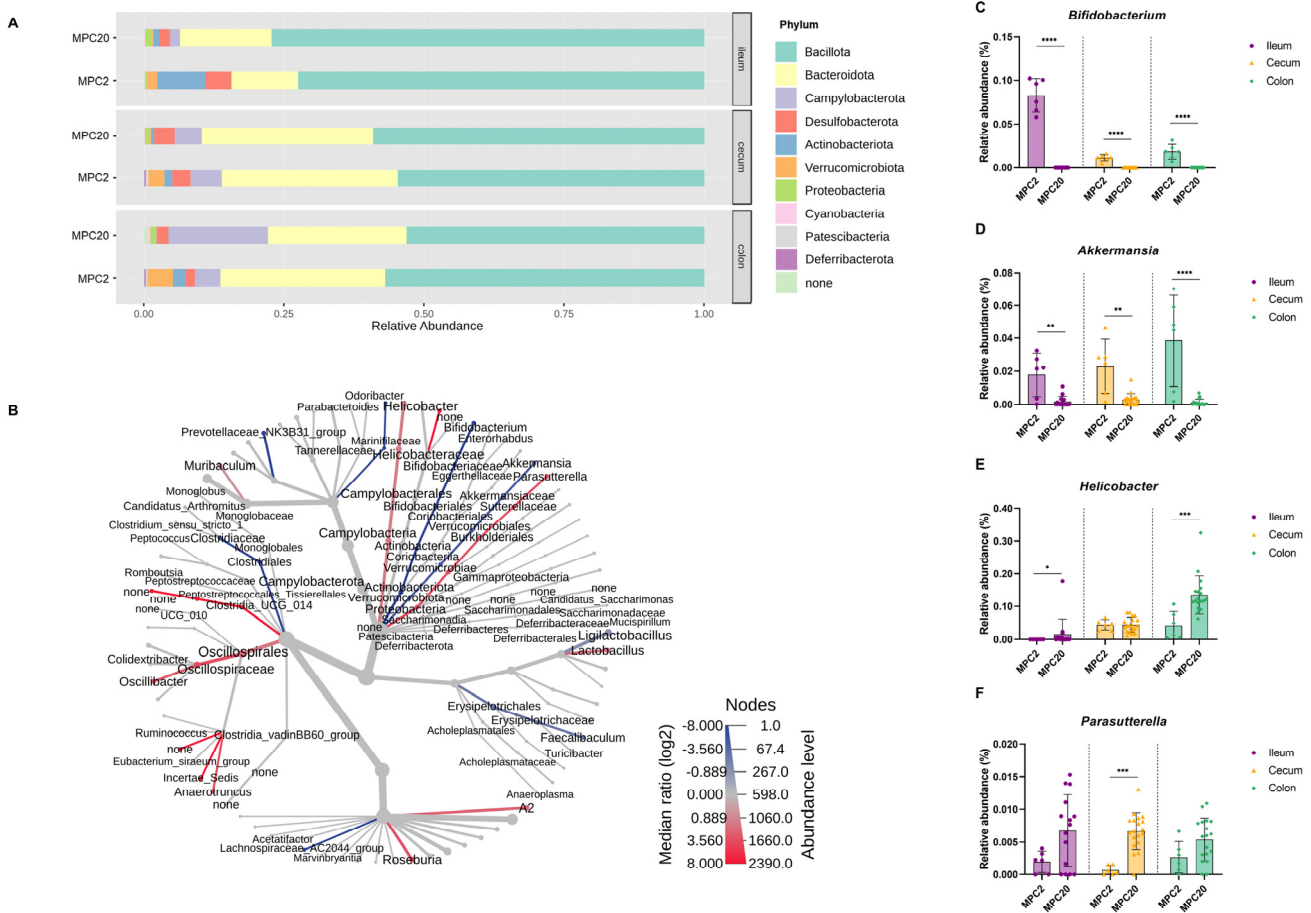 A
MPC20
MPC2
ileum
MPC20
MPC2
cecum
MPC20
MPC2
colon
0.00
0.25
0.50
0.75
1.00
Relative Abundance
Phylum
Bacillota
Bacteroidota
Campylobacterota
Desulfobacterota
Actinobacteriota
Verrucomicrobiota
Proteobacteria
Cyanobacteria
Patescibacteria
Deferribacterota
none
B
Odoribacter
Parabacteroides
Helicobacter
none
Prevotellaceae_NK3B31_group
Bifidobacterium
Marinifilaceae
Enterorhabdus
Tannerellaceae
Helicobacteraceae
Muribaculum
Bifidobacteriaceae
Akkermansia
Eggerthellaceae
Parasutterella
Monoglobus
Campylobacterales
Akkermansiaceae
Candidatus_Arthromitus
Bifidobacteriales
Sutterellaceae
Monoglobaceae
Coriobacteriales
Clostridium_sensu_stricto_1
Campylobacteria
Verrucomicrobiales
Peptococcus
Clostridiaceae
Burkholderiales
Monoglobales
Actinobacteria
Clostridiales
Coriobacteriia
Verrucomicrobiae
Romboutsia
Peptostreptococcaceae
Campylobacterota
Gammaproteobacteria
none
Peptostreptococcales_Tissierellales
Actinobacteriota
none
none
Clostridia_UCG_014
Verrucomicrobiota
none
none
Candidatus_Saccharimonas
none
Proteobacteria
Saccharimonadales
Saccharimonadaceae
UCG_010
Saccharimonadia
none
Deferribacteres
Deferribacteraceae
Mucispirillum
Patescibacteria
Deferribacterales
Ligilactobacillus
Deferribacterota
Oscillospirales
Lactobacillus
Colidextribacter
Oscillospiraceae
Oscillibacter
Erysipelotrichales
Erysipelotrichaceae
Ruminococcus
Clostridia_vadinBB60_group
Acholeplasmatales
Faecalibaculum
none
Turicibacter
Eubacterium_siraeum_group
none
Acholeplasmataceae
Incertae_Sedis
Anaerotruncus
Anaeroplasma
none
A2
Acetatifactor
Lachnospiraceae_AC2044_group
Marvinbryantia
Roseburia
Nodes
Median ratio (log2)
Abundance level
-8.000 1.0
-3.560 67.4
-0.889 267.0
0.000 598.0
0.889 1060.0
3.560 1660.0
8.000 2390.0
C
Bifidobacterium
Relative abundance (%)
0.15
0.10
0.05
0.00
****
****
****
MPC2
MPC20
MPC2
MPC20
MPC2
MPC20
Ileum
Cecum
Colon
D
Akkermansia
Relative abundance (%)
0.08
0.06
0.04
0.02
0.00
**
**
****
MPC2
MPC20
MPC2
MPC20
MPC2
MPC20
Ileum
Cecum
Colon
E
Helicobacter
Relative abundance (%)
0.40
0.30
0.20
0.10
0.00
*
***
MPC2
MPC20
MPC2
MPC20
MPC2
MPC20
Ileum
Cecum
Colon
F
Parasutterella
Relative abundance (%)
0.020
0.015
0.010
0.005
0.000
***
MPC2
MPC20
MPC2
MPC20
MPC2
MPC20
Ileum
Cecum
Colon